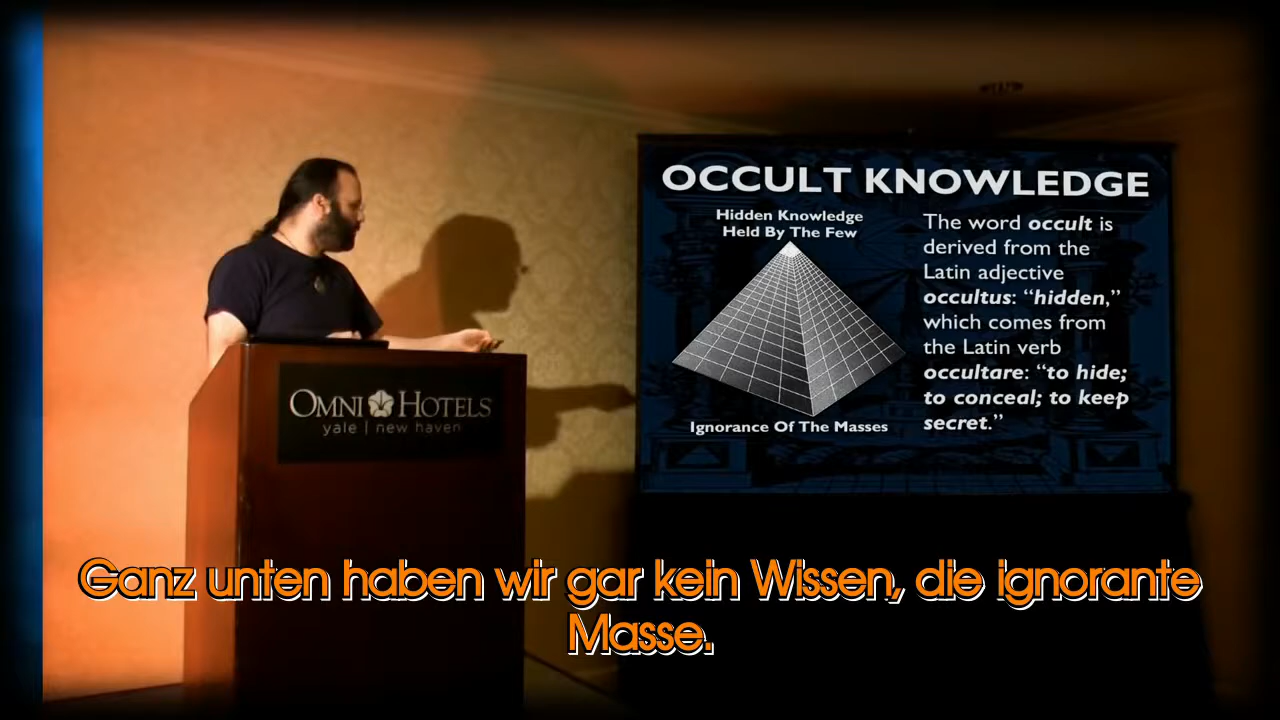 OCCULT KNOWLEDGE
Hidden Knowledge
Held By The Few
Ignorance Of The Masses
The word occult is
derived from the
Latin adjective
occultus: “hidden,”
which comes from
the Latin verb
occultare: “to hide;
to conceal; to keep
secret.”
OMNI HOTELS
yale | new haven
Ganz unten haben wir gar kein Wissen, die ignorante
Masse.